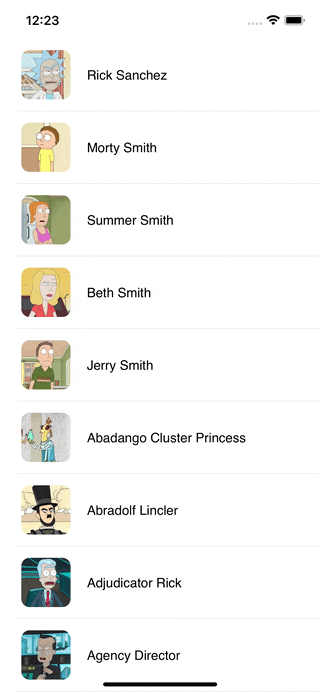 12:23
Rick Sanchez
Morty Smith
Summer Smith
Beth Smith
Jerry Smith
Abadango Cluster Princess
Abradolf Lincler
Adjudicator Rick
Agency Director